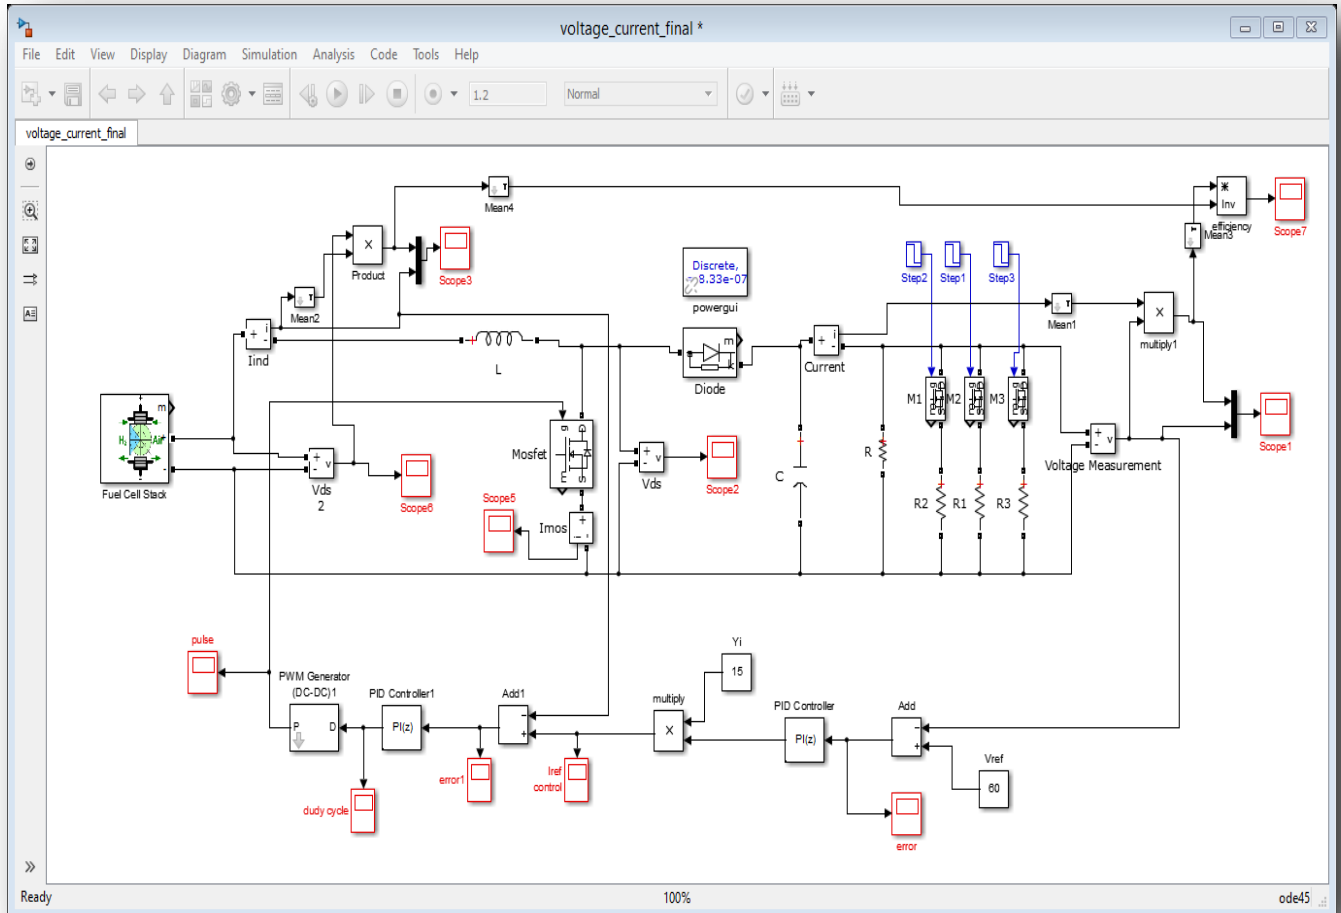 voltage_current_final *
File Edit View Display Diagram Simulation Analysis Code Tools Help
1.2 Normal
voltage_current_final
Mean4
Inv
efficiency
Scope7
Mean3
X
Product
Scope3
Mean2
Discrete,
8.33e-07
powergui
Step2
Step1
Step3
Mean1
X
multiply1
i
+
-
Iind
L
m
k
Diode
i
+
-
Current
M1
M2
M3
m
H₂
Air
+
-
Fuel Cell Stack
+
-
v
Vds
2
Scope6
Mosfet
g
D
m
S
+
-
v
Vds
Scope2
C
R
R2
R1
R3
+
-
v
Voltage Measurement
Scope1
Scope5
Imos
+
i
-
pulse
PWM Generator
(DC-DC)1
P
D
PID Controller1
PI(z)
Add1
-
+
multiply
X
Yi
15
PID Controller
PI(z)
Add
-
+
Vref
60
dudy cycle
error1
Iref
control
error
Ready
100%
ode45